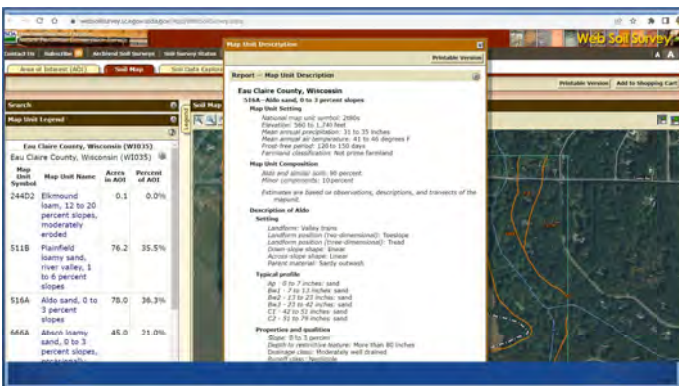 Web Soil Survey
Contact Us | Subscribe | Archived Soil Surveys | Soil Survey Status
Area of Interest (AOI)
Soil Map
Soil Data Explorer
Printable Version | Add to Shopping Cart
Search
Map Unit Legend
Eau Claire County, Wisconsin (WI035)
Eau Claire County, Wisconsin (WI035)
Map Unit Symbol
Map Unit Name
Acres in AOI
Percent of AOI
244D2
Elkmound loam, 12 to 20 percent slopes, moderately eroded
0.1
0.0%
511B
Plainfield loamy sand, river valley, 1 to 6 percent slopes
76.2
35.5%
516A
Aldo sand, 0 to 3 percent slopes
78.0
36.3%
Absco loamy sand, 0 to 3 percent slopes,
45.0
21.0%
Legend
Soil Map
Map Unit Description
Printable Version
Report — Map Unit Description
Eau Claire County, Wisconsin
516A—Aldo sand, 0 to 3 percent slopes
Map Unit Setting
National map unit symbol:
Elevation: 560 to 1,740 feet
Mean annual precipitation: 31 to 35 inches
Mean annual air temperature: 41 to 46 degrees F
Frost-free period: 120 to 150 days
Farmland classification: Not prime farmland
Map Unit Composition
Aldo and similar soils: 90 percent
Minor components: 10 percent
Estimates are based on observations, descriptions, and transects of the
mapunit.
Description of Aldo
Setting
Landform: Valley trains
Landform position (two-dimensional): Toeslope
Landform position (three-dimensional): Tread
Down-slope shape: Linear
Across-slope shape: Linear
Parent material: Sandy outwash
Typical profile
Ap - 0 to 7 inches: sand
Bw1 - 7 to 13 inches: sand
Bw2 - 13 to 23 inches: sand
Bw3 - 23 to 42 inches: sand
C1 - 42 to 51 inches: sand
C2 - 51 to 79 inches: sand
Properties and qualities
Slope: 0 to 3 percent
Depth to restrictive feature: More than 80 inches
Drainage class: Moderately well drained
Runoff class: Negligible